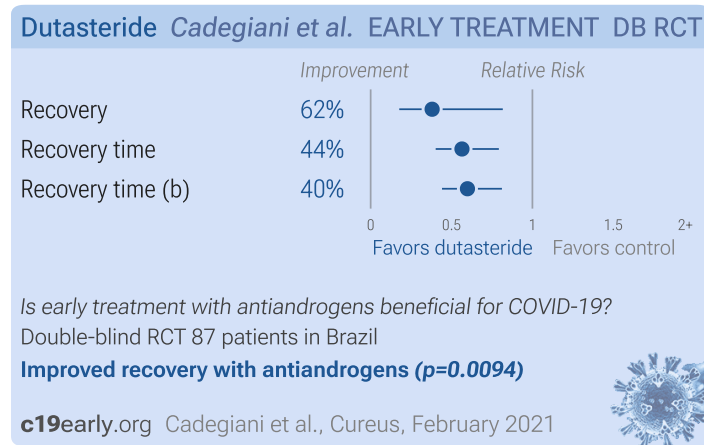 Dutasteride Cadegiani et al. EARLY TREATMENT DB RCT
Improvement Relative Risk
Recovery 62%
Recovery time 44%
Recovery time (b) 40%
0 0.5 1 1.5 2+
Favors dutasteride Favors control
Is early treatment with antiandrogens beneficial for COVID-19?
Double-blind RCT 87 patients in Brazil
Improved recovery with antiandrogens (p=0.0094)
c19early.org Cadegiani et al., Cureus, February 2021